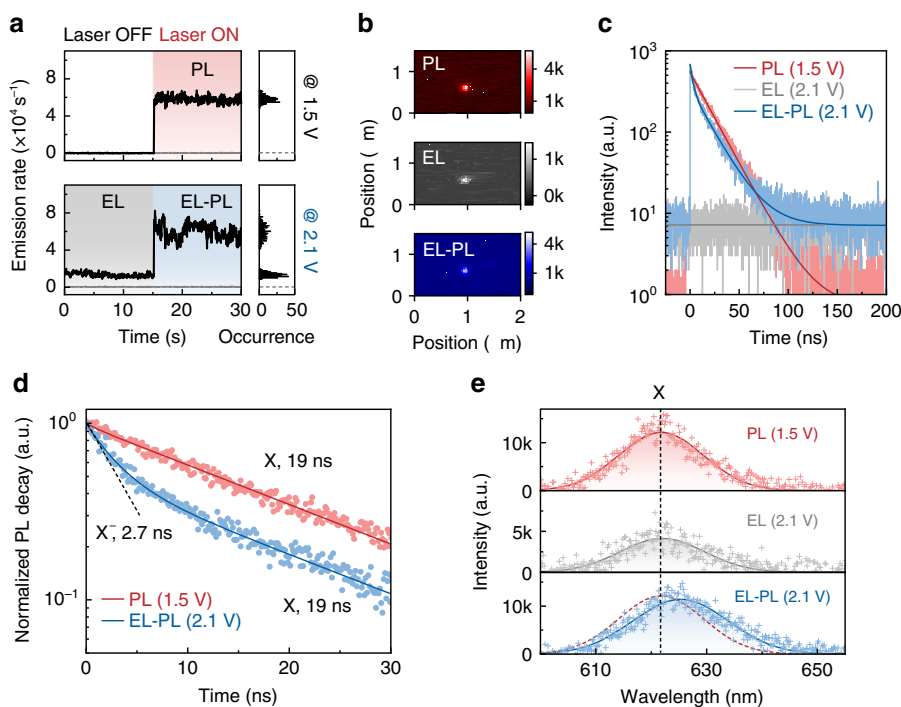 a
Laser OFF Laser ON
PL
8
4
0
@ 1.5 V
EL
EL-PL
8
4
0
@ 2.1 V
Emission rate (×10⁴ s⁻¹)
0 10 20 30
0 50
Time (s)
Occurrence
b
PL
1
0
4k
1k
EL
1
0
1k
0k
EL-PL
1
0
4k
1k
0 1 2
Position ( m)
Position ( m)
c
PL (1.5 V)
EL (2.1 V)
EL-PL (2.1 V)
10³
10²
10¹
10⁰
Intensity (a.u.)
0 50 100 150 200
Time (ns)
d
10⁰
10⁻¹
Normalized PL decay (a.u.)
X, 19 ns
X⁻, 2.7 ns
X, 19 ns
PL (1.5 V)
EL-PL (2.1 V)
0 10 20 30
Time (ns)
e
X
PL (1.5 V)
10k
0
EL (2.1 V)
5k
0
EL-PL (2.1 V)
10k
0
Intensity (a.u.)
610 630 650
Wavelength (nm)